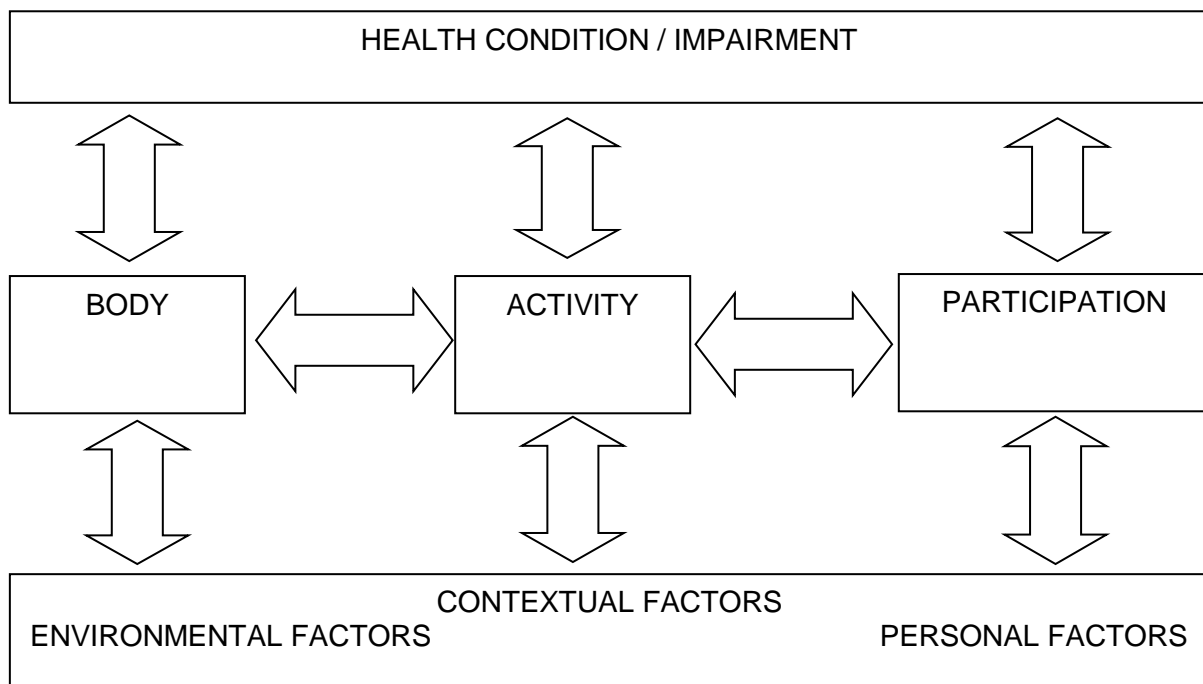 HEALTH CONDITION / IMPAIRMENT
BODY
ACTIVITY
PARTICIPATION
CONTEXTUAL FACTORS
ENVIRONMENTAL FACTORS
PERSONAL FACTORS